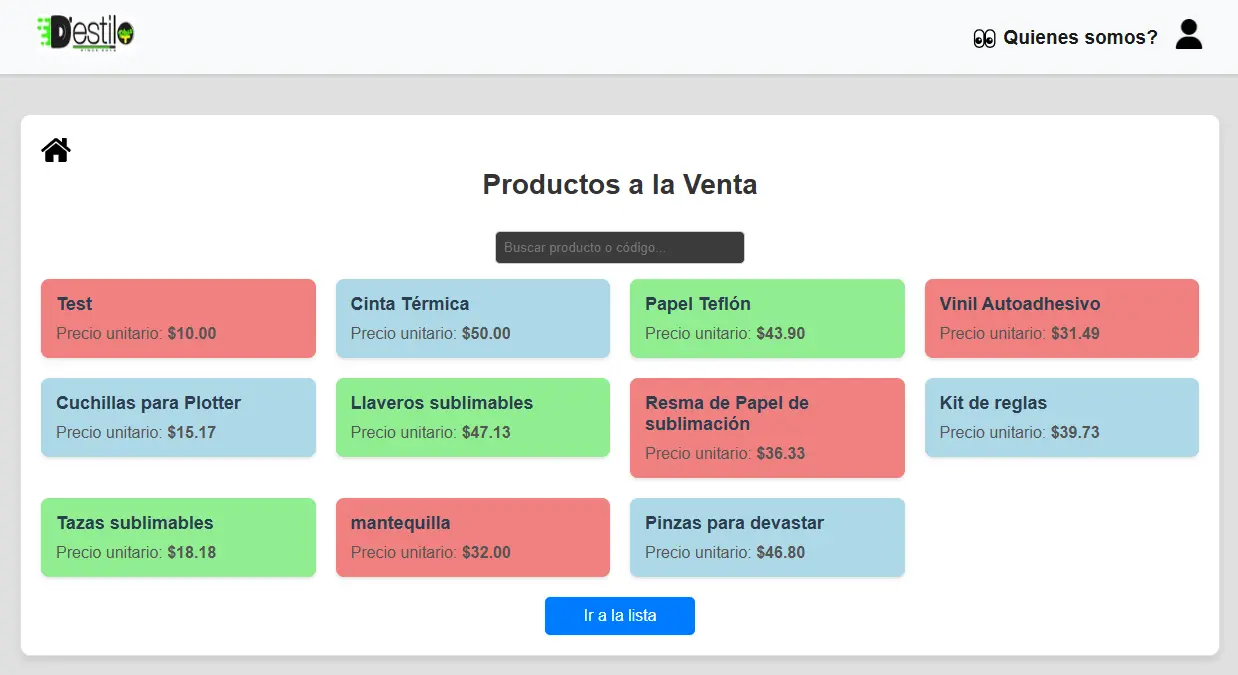 D'estilo
Quienes somos?
Productos a la Venta
Buscar producto o código...
Test
Precio unitario: $10.00
Cinta Térmica
Precio unitario: $50.00
Papel Teflón
Precio unitario: $43.90
Vinil Autoadhesivo
Precio unitario: $31.49
Cuchillas para Plotter
Precio unitario: $15.17
Llaveros sublimables
Precio unitario: $47.13
Resma de Papel de
sublimación
Precio unitario: $36.33
Kit de reglas
Precio unitario: $39.73
Tazas sublimables
Precio unitario: $18.18
mantequilla
Precio unitario: $32.00
Pinzas para devastar
Precio unitario: $46.80
Ir a la lista